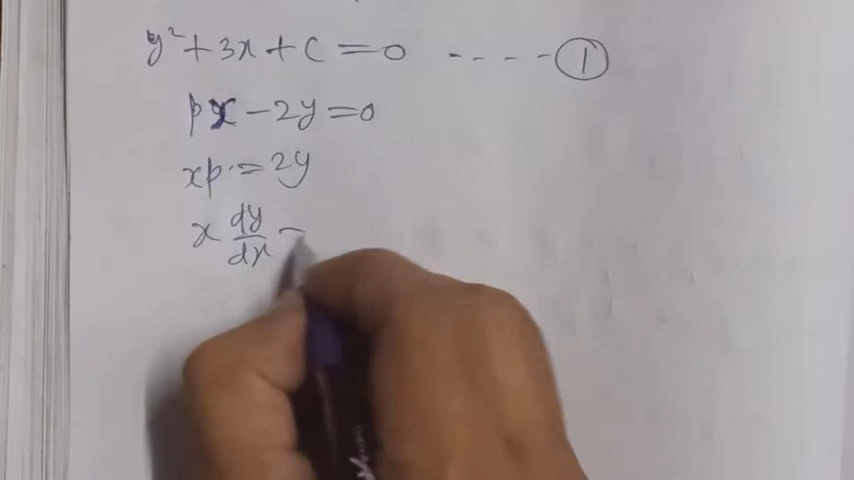 y² + 3x + C = 0 ----- ①
px - 2y = 0
xp = 2y
x dy/dx =